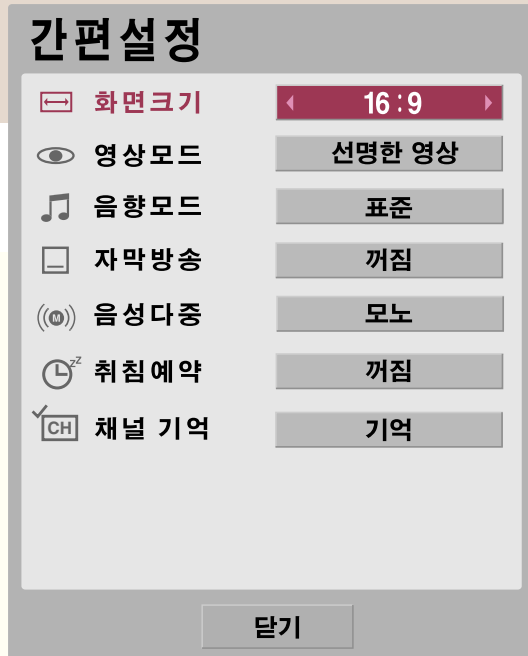 간편설정
화면크기 16:9
영상모드 선명한 영상
음향모드 표준
자막방송 꺼짐
음성다중 모노
취침예약 꺼짐
채널 기억 기억
닫기
M
zz
CH